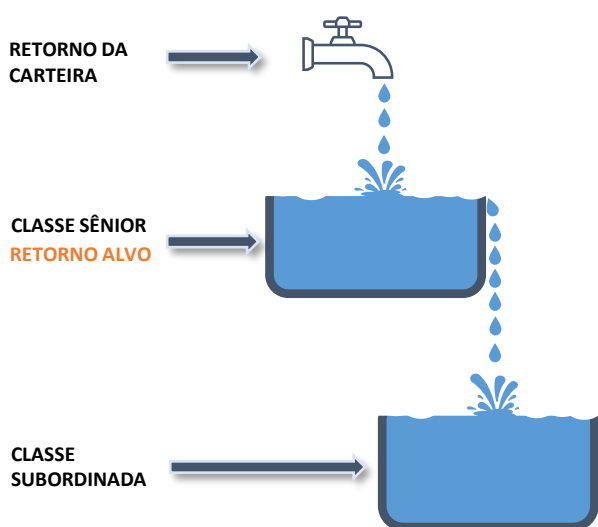 RETORNO DA
CARTEIRA
CLASSE SÊNIOR
RETORNO ALVO
CLASSE
SUBORDINADA